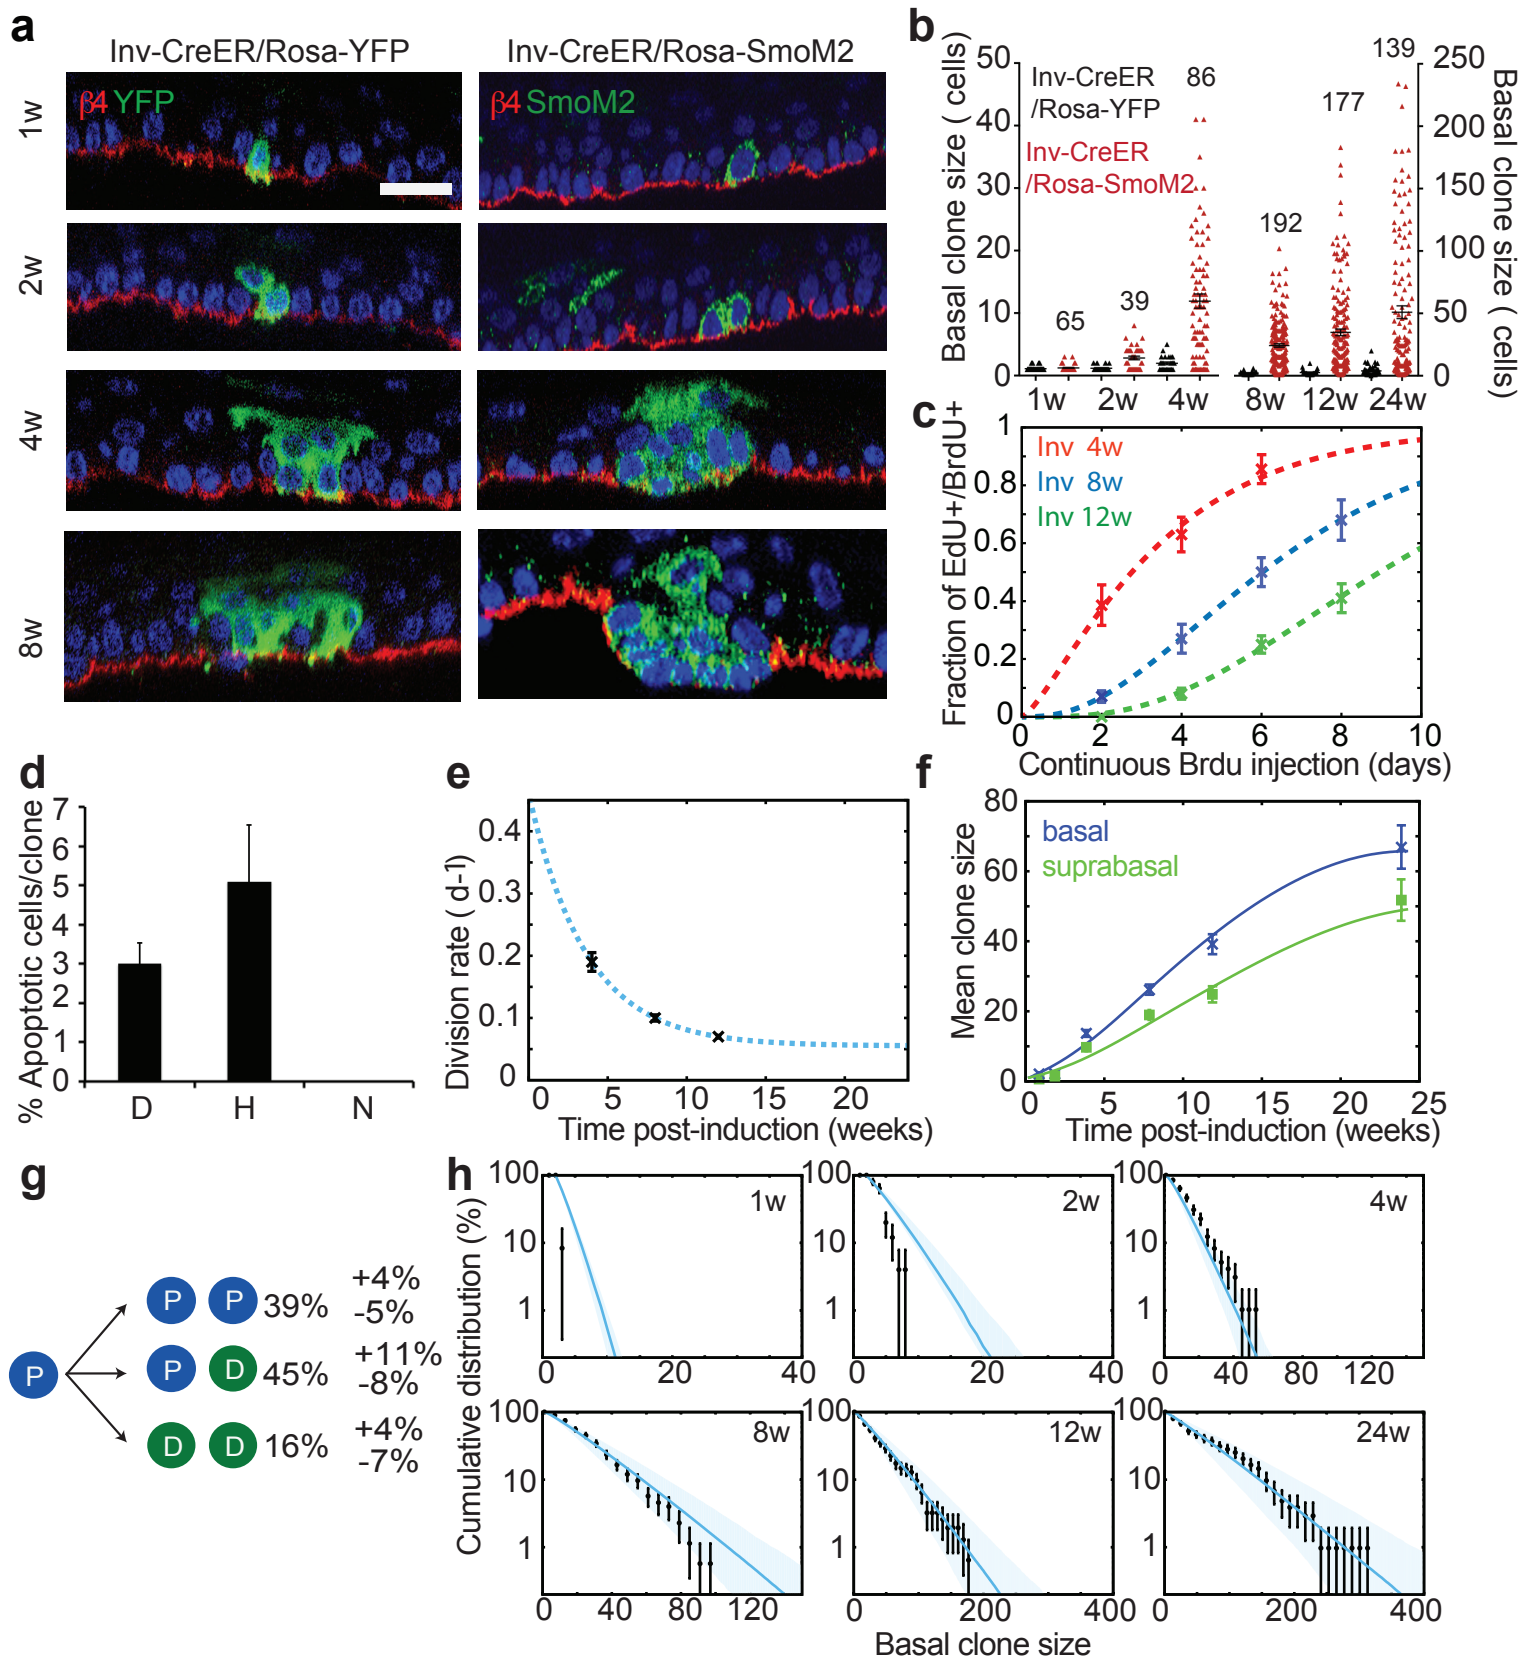 a
Inv-CreER/Rosa-YFP
Inv-CreER/Rosa-SmoM2
1w
β4 YFP
β4 SmoM2
2w
4w
8w
b
Basal clone size ( cells)
50
40
30
20
10
0
Inv-CreER
/Rosa-YFP
Inv-CreER
/Rosa-SmoM2
65
39
86
192
177
139
250
200
150
100
50
0
Basal clone size ( cells)
1w
2w
4w
8w
12w
24w
c
Fraction of EdU+/BrdU+
1
0.8
0.6
0.4
0.2
0
Inv 4w
Inv 8w
Inv 12w
0
2
4
6
8
10
Continuous Brdu injection (days)
d
% Apoptotic cells/clone
7
6
5
4
3
2
1
0
D
H
N
e
Division rate ( d-1)
0.4
0.3
0.2
0.1
0
0
5
10
15
20
Time post-induction (weeks)
f
Mean clone size
80
60
40
20
0
basal
suprabasal
0
5
10
15
20
25
Time post-induction (weeks)
g
P
P P 39% +4% -5%
P D 45% +11% -8%
D D 16% +4% -7%
h
Cumulative distribution (%)
100
10
1
1w
0
20
40
100
10
1
2w
0
20
40
100
10
1
4w
0
40
80
120
100
10
1
8w
0
40
80
120
100
10
1
12w
0
200
400
100
10
1
24w
0
200
400
Basal clone size